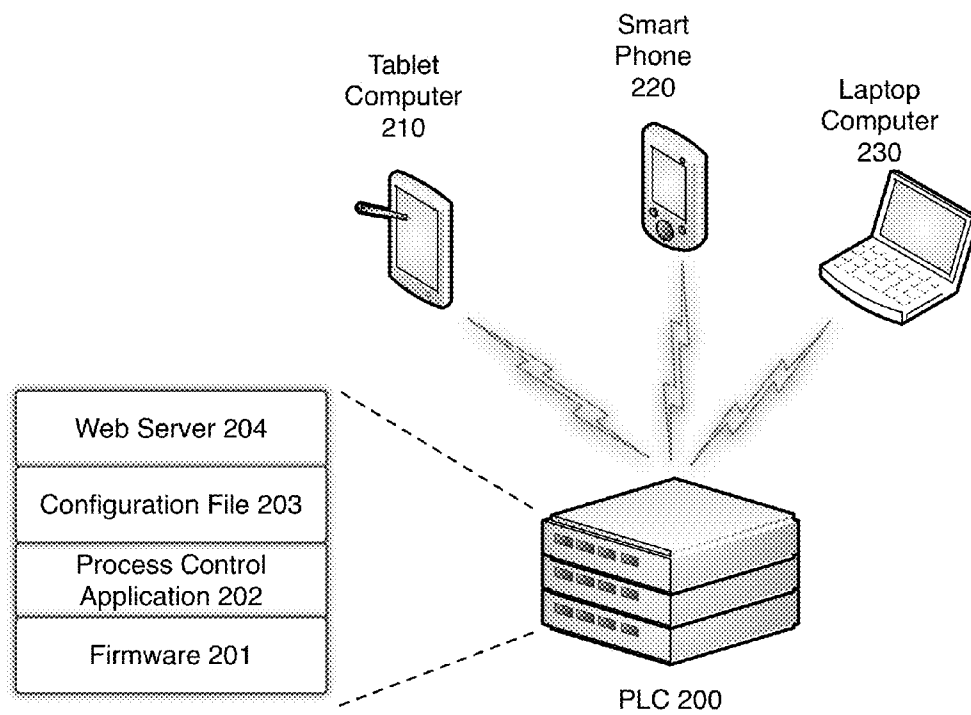 Smart
Phone
220
Tablet
Computer
210
Laptop
Computer
230
Web Server 204
Configuration File 203
Process Control
Application 202
Firmware 201
PLC 200